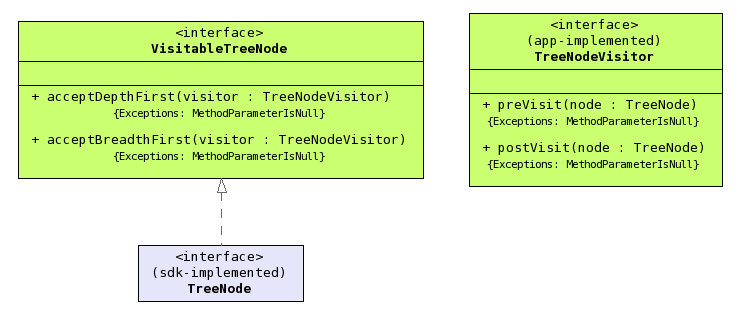 <interface>
VisitableTreeNode
+ acceptDepthFirst(visitor : TreeNodeVisitor)
{Exceptions: MethodParameterIsNull}
+ acceptBreadthFirst(visitor : TreeNodeVisitor)
{Exceptions: MethodParameterIsNull}
<interface>
(app-implemented)
TreeNodeVisitor
+ preVisit(node : TreeNode)
{Exceptions: MethodParameterIsNull}
+ postVisit(node : TreeNode)
{Exceptions: MethodParameterIsNull}
<interface>
(sdk-implemented)
TreeNode